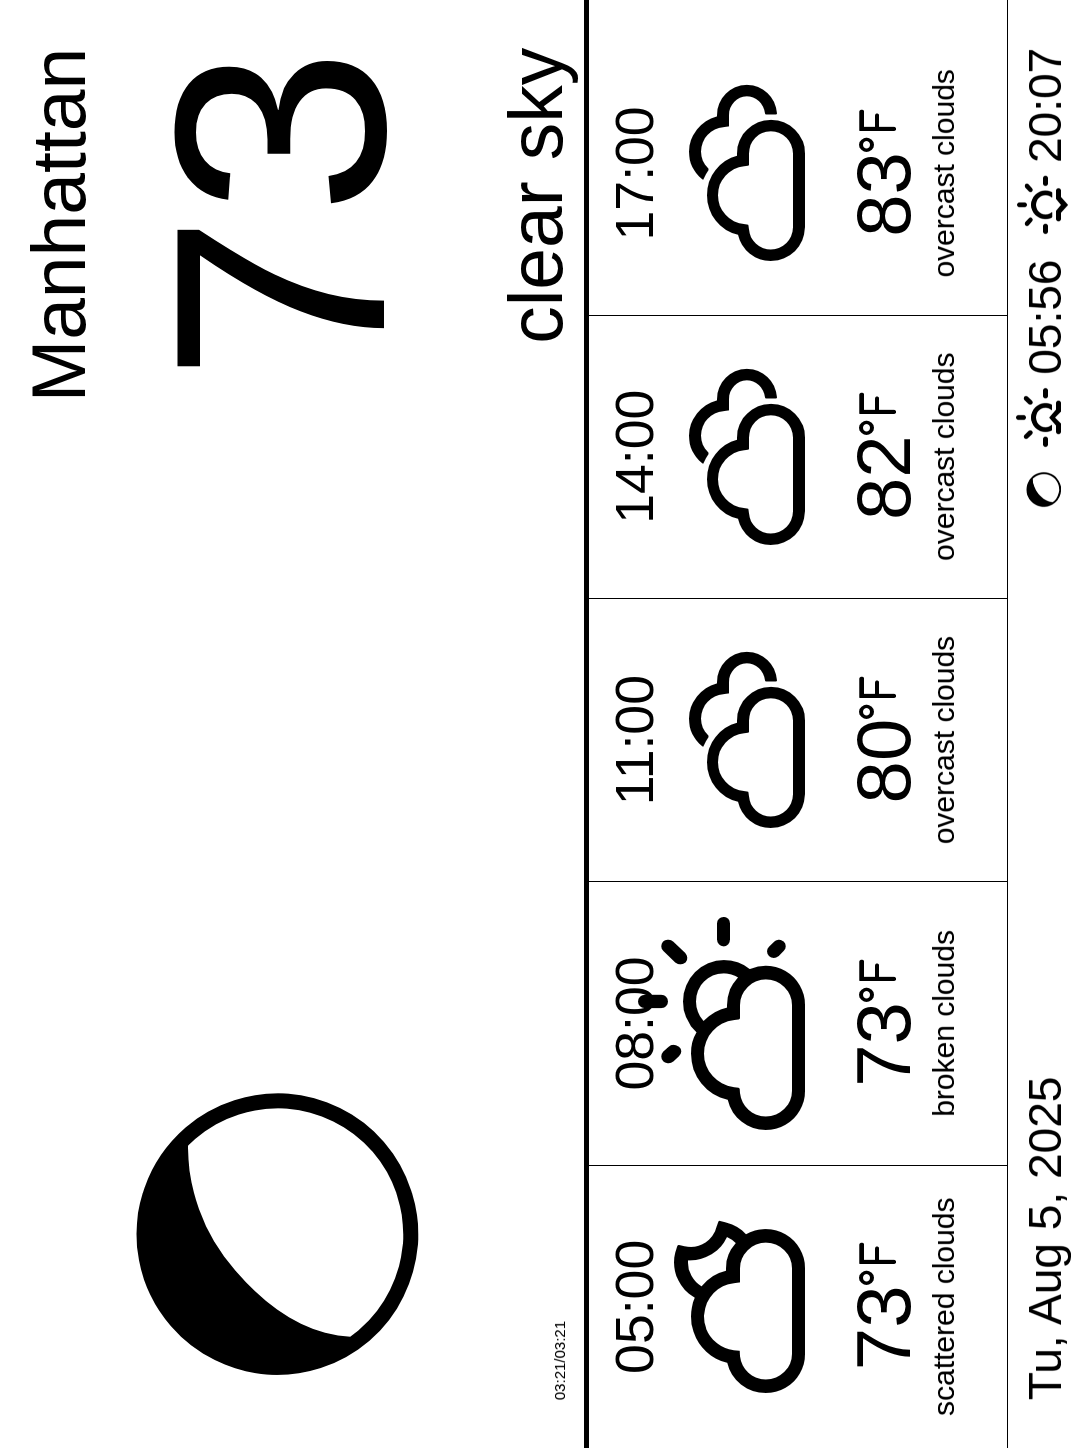 Manhattan
73
clear sky
03:21/03:21
05:00
73°F
scattered clouds
08:00
73°F
broken clouds
11:00
80°F
overcast clouds
14:00
82°F
overcast clouds
17:00
83°F
overcast clouds
Tu, Aug 5, 2025
05:56
20:07